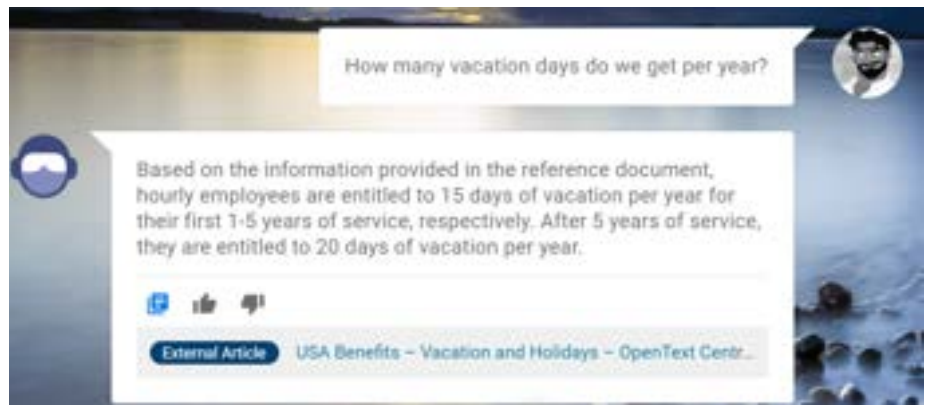 How many vacation days do we get per year?
Based on the information provided in the reference document,
hourly employees are entitled to 15 days of vacation per year for
their first 1-5 years of service, respectively. After 5 years of service,
they are entitled to 20 days of vacation per year.
External Article USA Benefits – Vacation and Holidays – OpenText Centr...